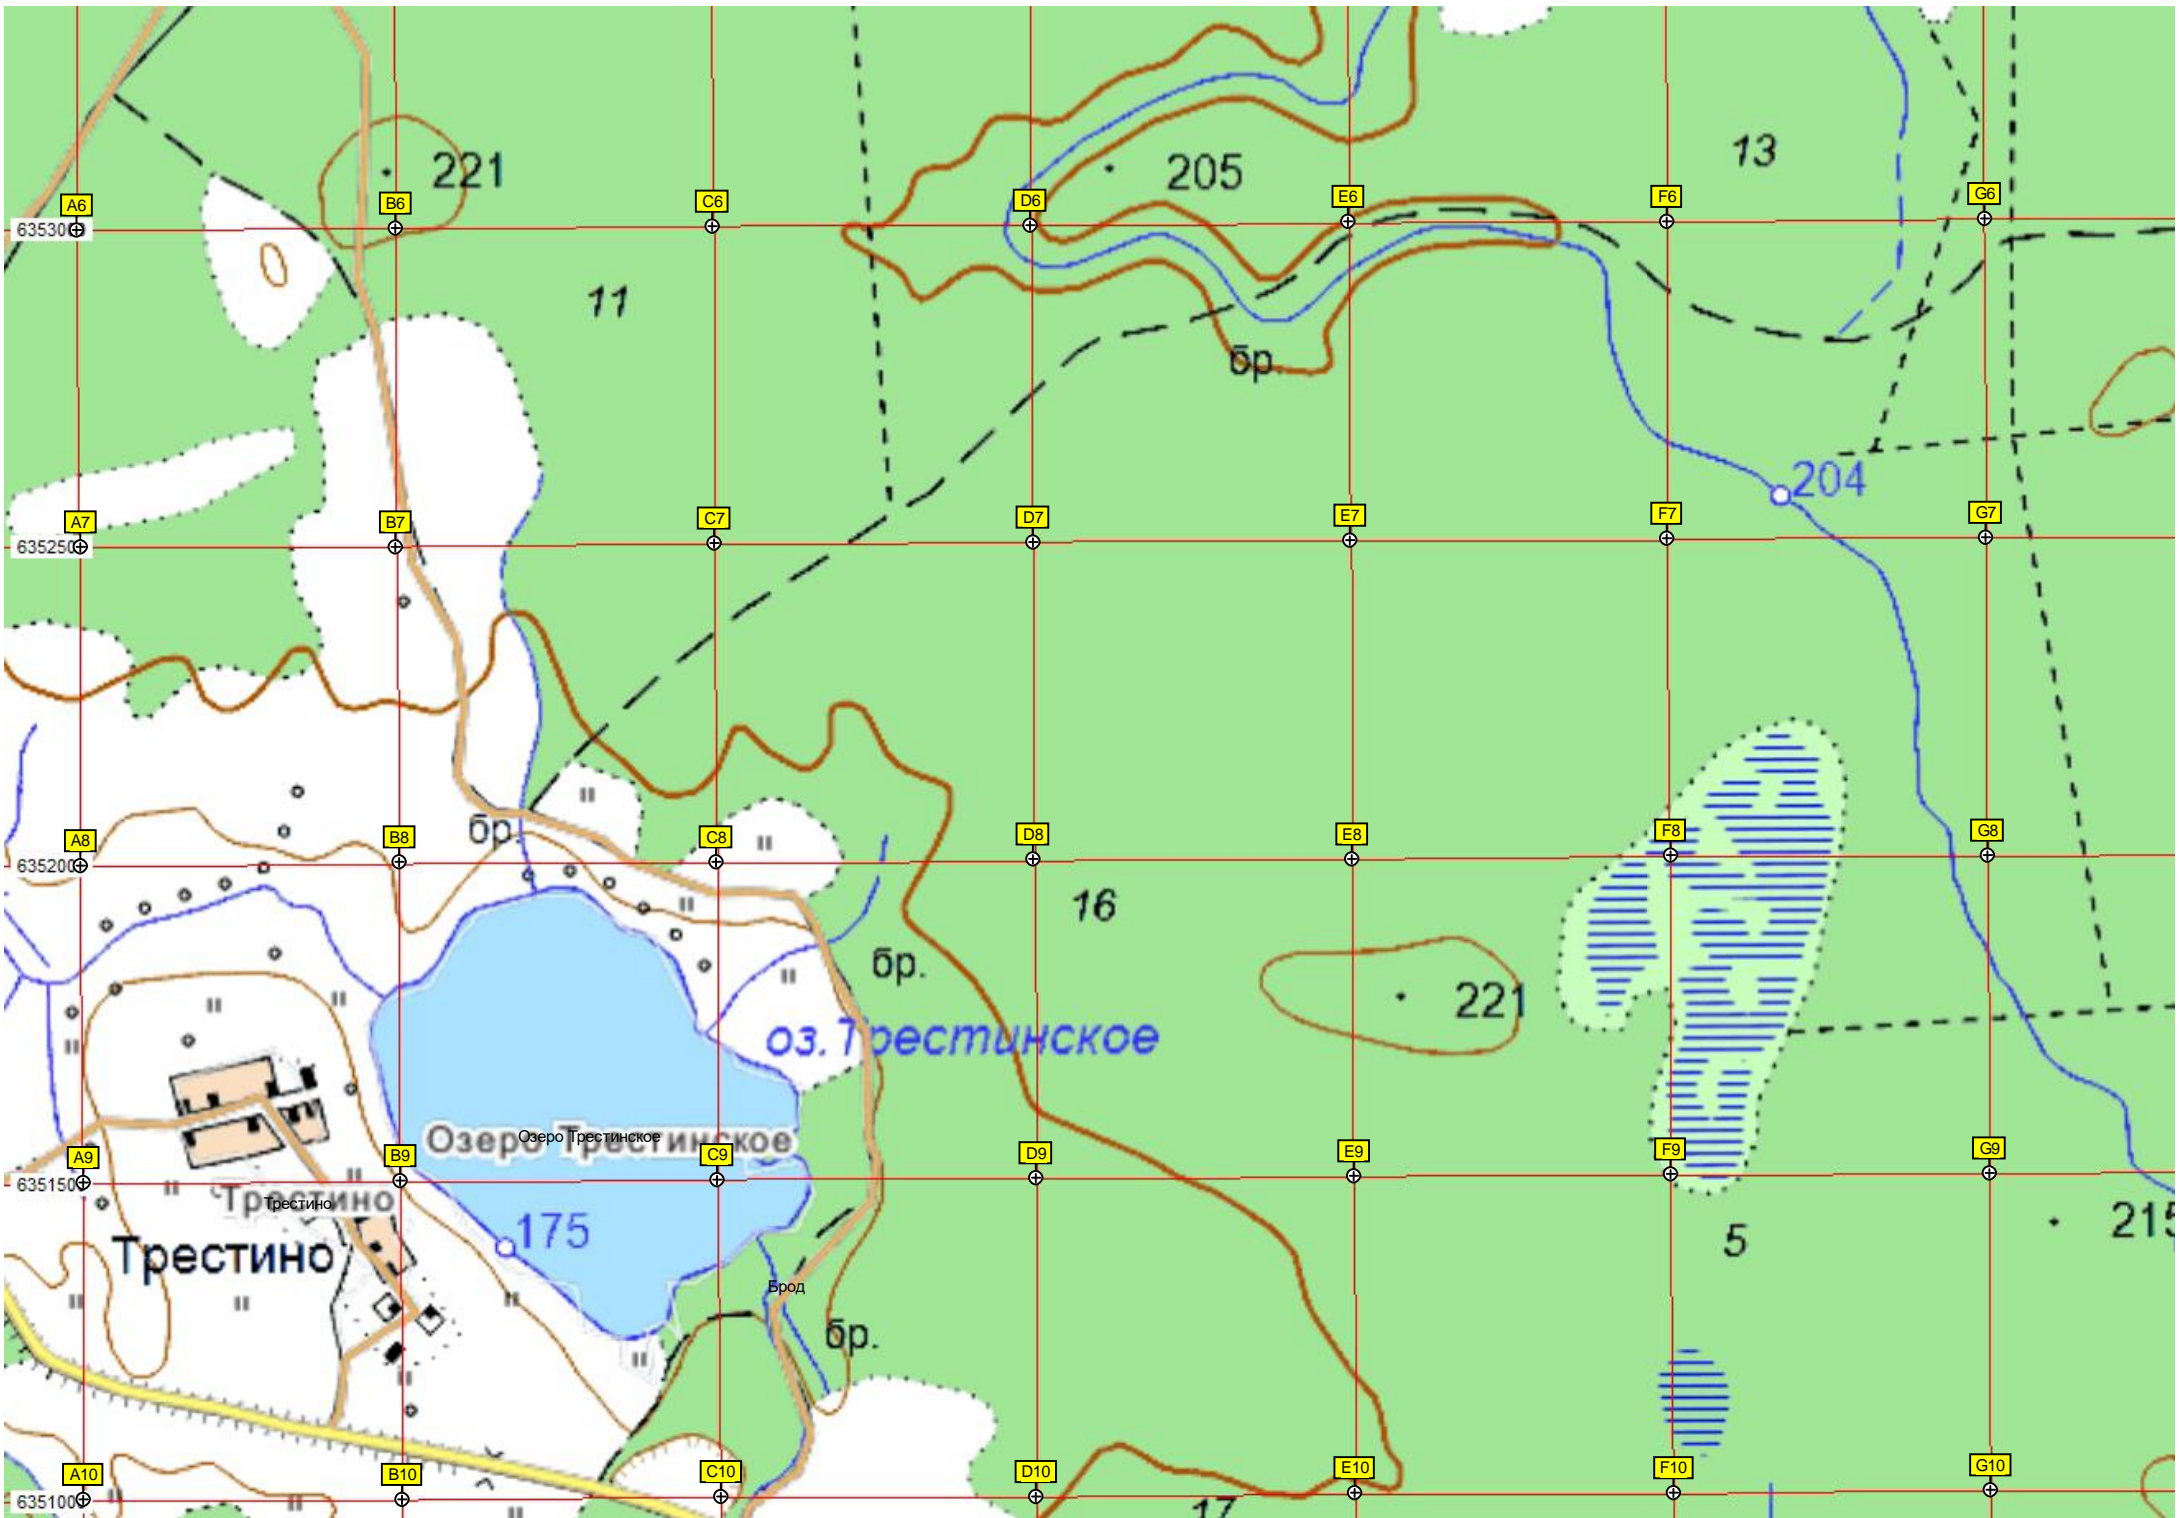 221
205
13
A6
B6
C6
D6
E6
F6
G6
635300
11
бр.
204
A7
B7
C7
D7
E7
F7
G7
635250
бр.
A8
B8
C8
D8
E8
F8
G8
635200
16
бр.
221
оз. Трестинское
Озеро Трестинское
Озеро Трестинское
A9
B9
C9
D9
E9
F9
G9
635150
Трестино
Трестино
175
5
215
Трестино
Брод
бр.
A10
B10
C10
D10
E10
F10
G10
635100
17